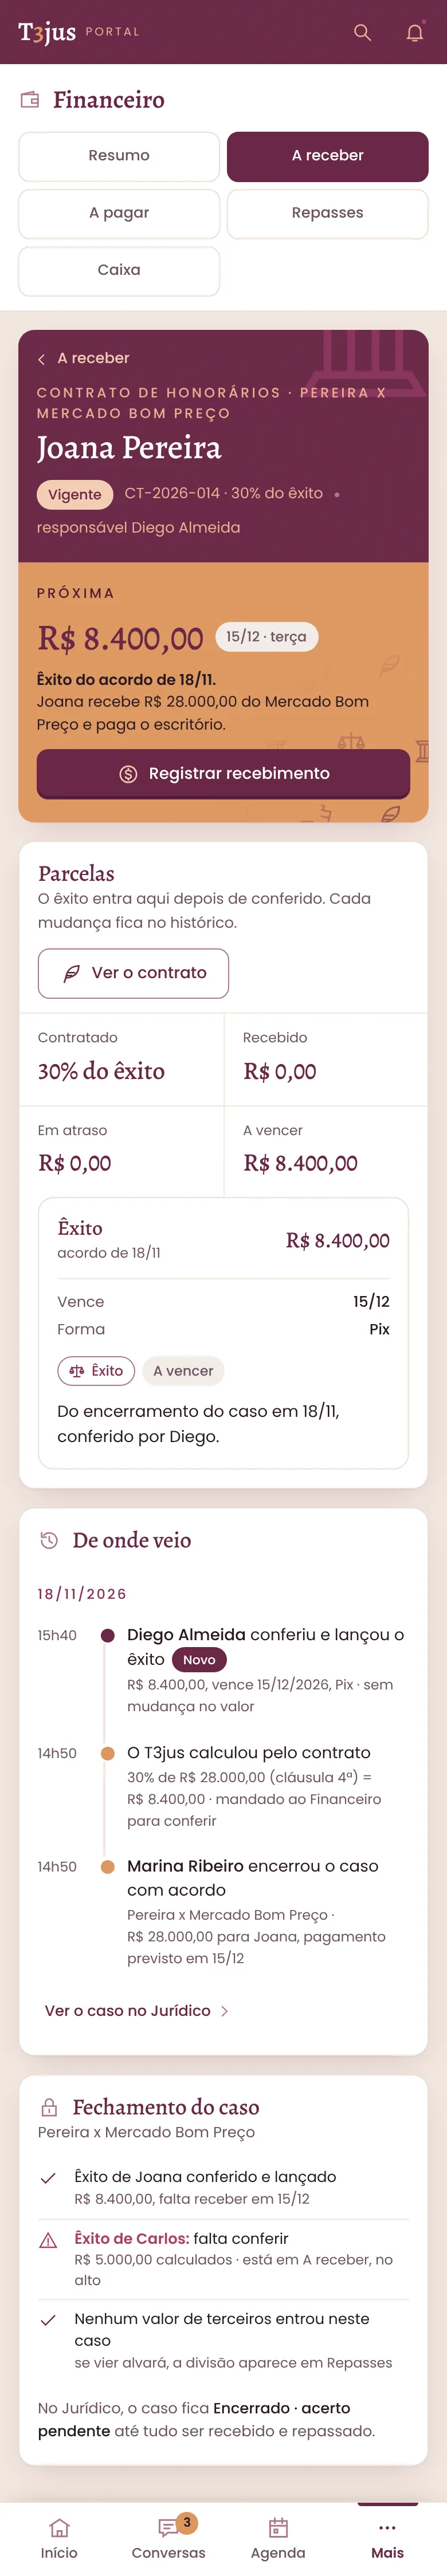 T3jus PORTAL
Financeiro
Resumo
A receber
A pagar
Repasses
Caixa
A receber
CONTRATO DE HONORÁRIOS · PEREIRA X
MERCADO BOM PREÇO
Joana Pereira
Vigente
CT-2026-014 · 30% do êxito
responsável Diego Almeida
PRÓXIMA
R$ 8.400,00
15/12 · terça
Êxito do acordo de 18/11.
Joana recebe R$ 28.000,00 do Mercado Bom
Preço e paga o escritório.
Registrar recebimento
Parcelas
O êxito entra aqui depois de conferido. Cada
mudança fica no histórico.
Ver o contrato
Contratado
30% do êxito
Recebido
R$ 0,00
Em atraso
R$ 0,00
A vencer
R$ 8.400,00
Êxito
acordo de 18/11
R$ 8.400,00
Vence
15/12
Forma
Pix
Êxito
A vencer
Do encerramento do caso em 18/11,
conferido por Diego.
De onde veio
18/11/2026
15h40
Diego Almeida conferiu e lançou o
êxito Novo
R$ 8.400,00, vence 15/12/2026, Pix · sem
mudança no valor
14h50
O T3jus calculou pelo contrato
30% de R$ 28.000,00 (cláusula 4ª) =
R$ 8.400,00 · mandado ao Financeiro
para conferir
14h50
Marina Ribeiro encerrou o caso
com acordo
Pereira x Mercado Bom Preço ·
R$ 28.000,00 para Joana, pagamento
previsto em 15/12
Ver o caso no Jurídico
Fechamento do caso
Pereira x Mercado Bom Preço
Êxito de Joana conferido e lançado
R$ 8.400,00, falta receber em 15/12
Êxito de Carlos: falta conferir
R$ 5.000,00 calculados · está em A receber, no
alto
Nenhum valor de terceiros entrou neste
caso
se vier alvará, a divisão aparece em Repasses
No Jurídico, o caso fica Encerrado · acerto
pendente até tudo ser recebido e repassado.
3
Início
Conversas
Agenda
Mais